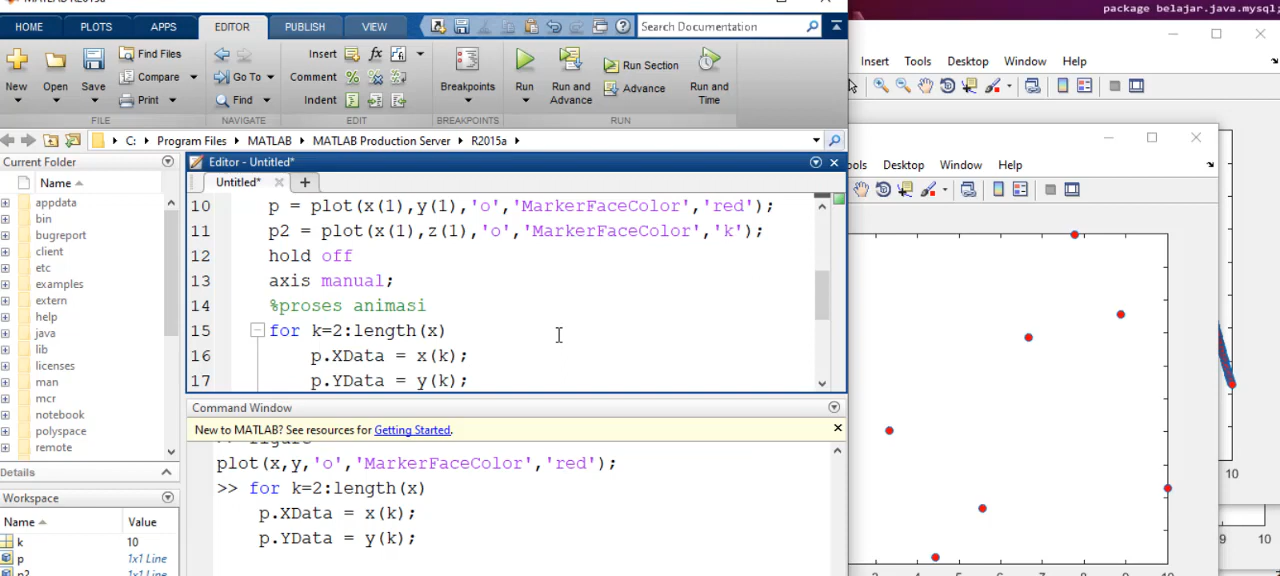 package belajar.java.mysql;
HOME PLOTS APPS EDITOR PUBLISH VIEW Search Documentation
Insert Tools Desktop Window Help
New Open Save Find Files Compare Print
Go To Find
Insert fx
Comment
Indent
Breakpoints
Run Run and Advance Run Section Advance Run and Time
FILE NAVIGATE EDIT BREAKPOINTS RUN
C: Program Files MATLAB MATLAB Production Server R2015a
Current Folder
Name
appdata
bin
bugreport
client
etc
examples
extern
help
java
lib
licenses
man
mcr
notebook
polyspace
remote
Details
Workspace
Name Value
k 10
p 1x1 Line
p2 1x1 Line
Editor - Untitled*
Untitled*
10 p = plot(x(1),y(1),'o','MarkerFaceColor','red');
11 p2 = plot(x(1),z(1),'o','MarkerFaceColor','k');
12 hold off
13 axis manual;
14 %proses animasi
15 for k=2:length(x)
16 p.XData = x(k);
17 p.YData = y(k);
Command Window
New to MATLAB? See resources for Getting Started.
plot(x,y,'o','MarkerFaceColor','red');
>> for k=2:length(x)
p.XData = x(k);
p.YData = y(k);
Desktop Window Help
10
9 10